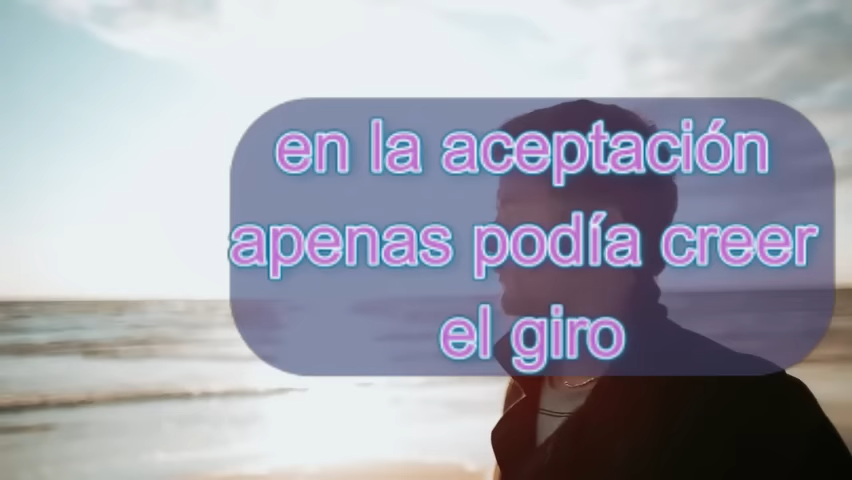 en la aceptación
apenas podía creer
el giro